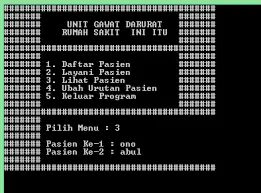 UNIT GAWAT DARURAT
RUMAH SAKIT INI ITU
1. Daftar Pasien
2. Layani Pasien
3. Lihat Pasien
4. Ubah Urutan Pasien
5. Keluar Program
Pilih Menu : 3
Pasien Ke-1 : ono
Pasien Ke-2 : abul